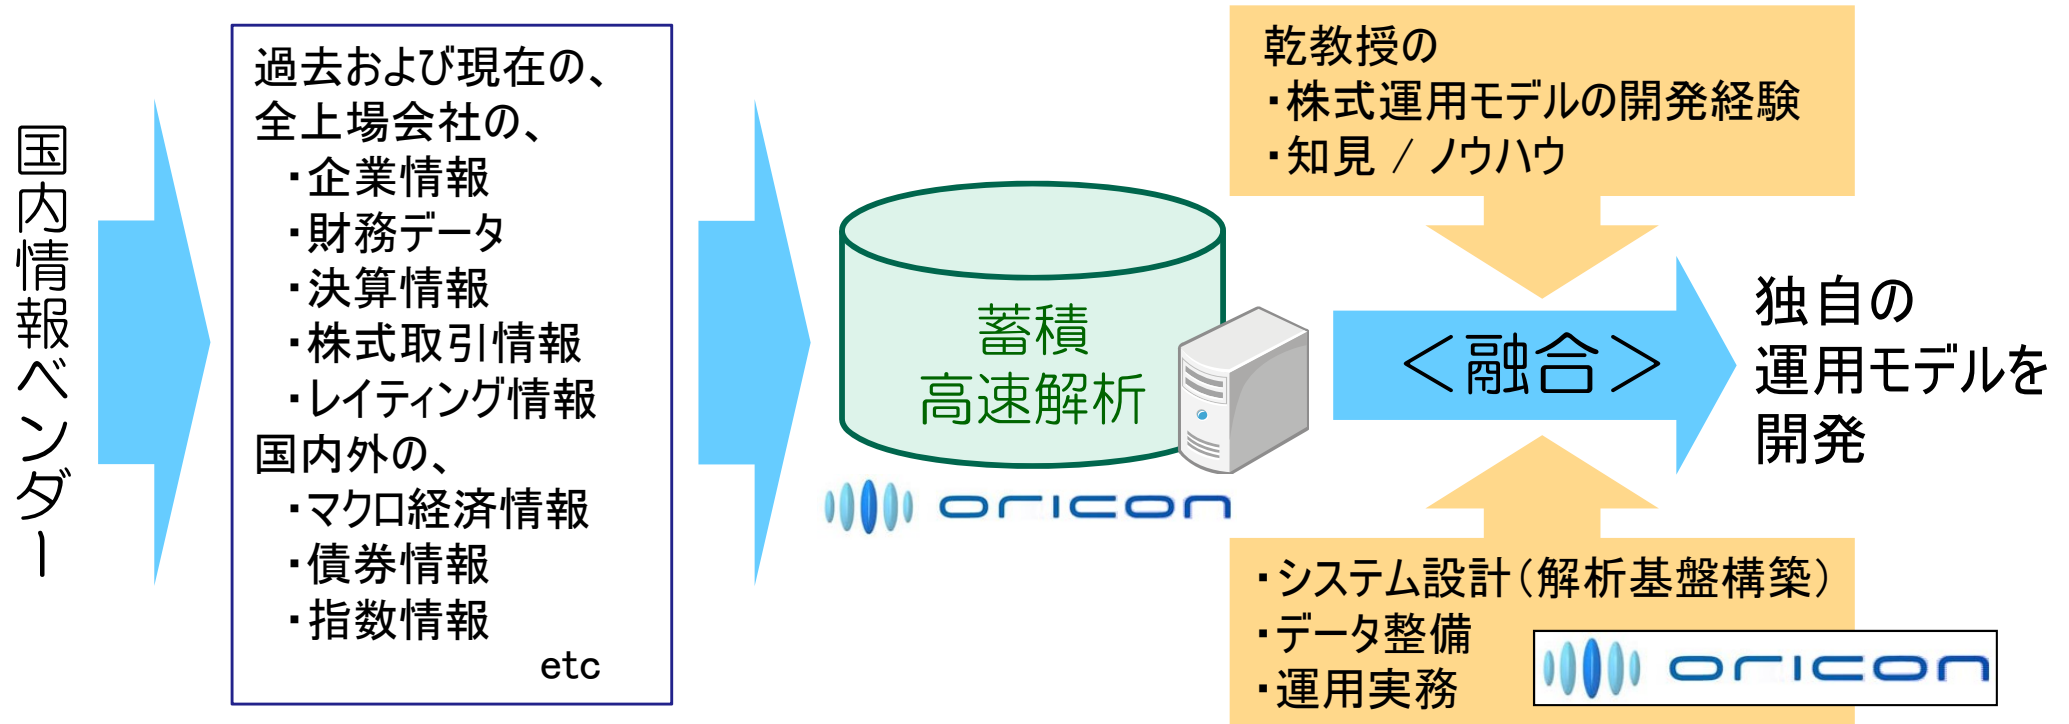 国内情報ベンダー
過去および現在の、
全上場会社の、
・企業情報
・財務データ
・決算情報
・株式取引情報
・レイティング情報
国内外の、
・マクロ経済情報
・債券情報
・指数情報
etc
蓄積
高速解析
oricon
乾教授の
・株式運用モデルの開発経験
・知見 / ノウハウ
＜融合＞
独自の
運用モデルを
開発
・システム設計（解析基盤構築）
・データ整備
・運用実務
oricon